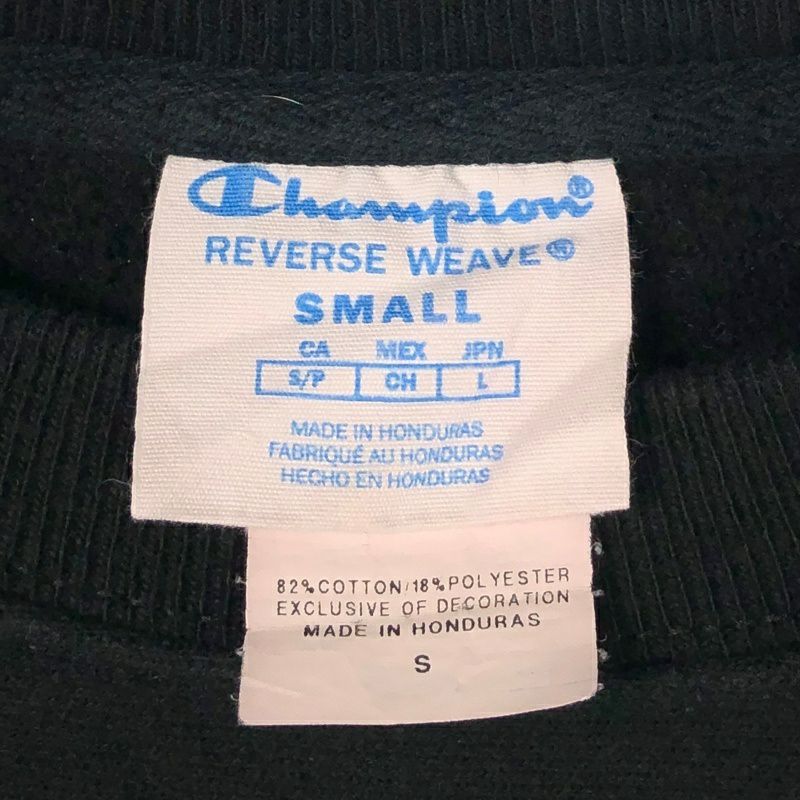 Champion®
REVERSE WEAVE®
SMALL
CA MEX JPN
S/P CH L
MADE IN HONDURAS
FABRIQUÉ AU HONDURAS
HECHO EN HONDURAS
82% COTTON/18% POLYESTER
EXCLUSIVE OF DECORATION
MADE IN HONDURAS
S